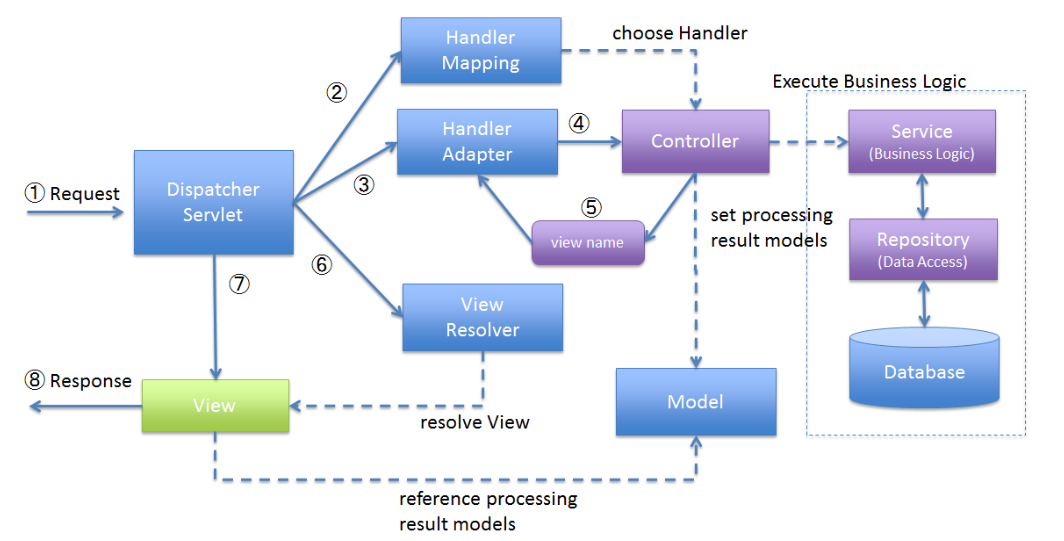 Handler
Mapping
choose Handler
②
Execute Business Logic
Handler
Adapter
④
Controller
Service
(Business Logic)
① Request
Dispatcher
Servlet
③
⑤
view name
set processing
result models
Repository
(Data Access)
⑥
⑦
View
Resolver
Database
⑧ Response
View
resolve View
Model
reference processing
result models